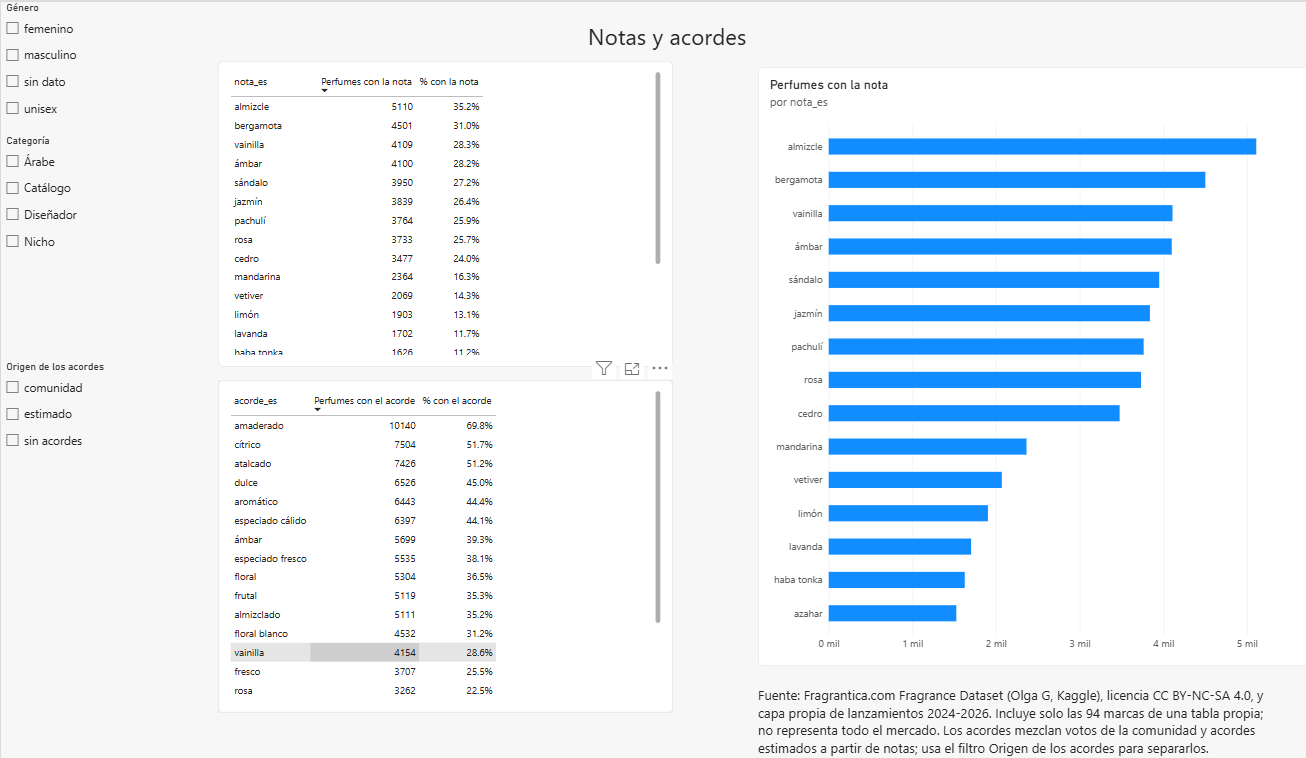 Género
femenino
masculino
sin dato
unisex
Categoría
Árabe
Catálogo
Diseñador
Nicho
Origen de los acordes
comunidad
estimado
sin acordes
Notas y acordes
nota_es Perfumes con la nota % con la nota
almizcle 5110 35.2%
bergamota 4501 31.0%
vainilla 4109 28.3%
ámbar 4100 28.2%
sándalo 3950 27.2%
jazmín 3839 26.4%
pachulí 3764 25.9%
rosa 3733 25.7%
cedro 3477 24.0%
mandarina 2364 16.3%
vetiver 2069 14.3%
limón 1903 13.1%
lavanda 1702 11.7%
haba tonka 1626 11.2%
acorde_es Perfumes con el acorde % con el acorde
amaderado 10140 69.8%
cítrico 7504 51.7%
atalcado 7426 51.2%
dulce 6526 45.0%
aromático 6443 44.4%
especiado cálido 6397 44.1%
ámbar 5699 39.3%
especiado fresco 5535 38.1%
floral 5304 36.5%
frutal 5119 35.3%
almizclado 5111 35.2%
floral blanco 4532 31.2%
vainilla 4154 28.6%
fresco 3707 25.5%
rosa 3262 22.5%
Perfumes con la nota
por nota_es
almizcle
bergamota
vainilla
ámbar
sándalo
jazmín
pachulí
rosa
cedro
mandarina
vetiver
limón
lavanda
haba tonka
azahar
0 mil 1 mil 2 mil 3 mil 4 mil 5 mil
Fuente: Fragrantica.com Fragrance Dataset (Olga G, Kaggle), licencia CC BY-NC-SA 4.0, y
capa propia de lanzamientos 2024-2026. Incluye solo las 94 marcas de una tabla propia;
no representa todo el mercado. Los acordes mezclan votos de la comunidad y acordes
estimados a partir de notas; usa el filtro Origen de los acordes para separarlos.